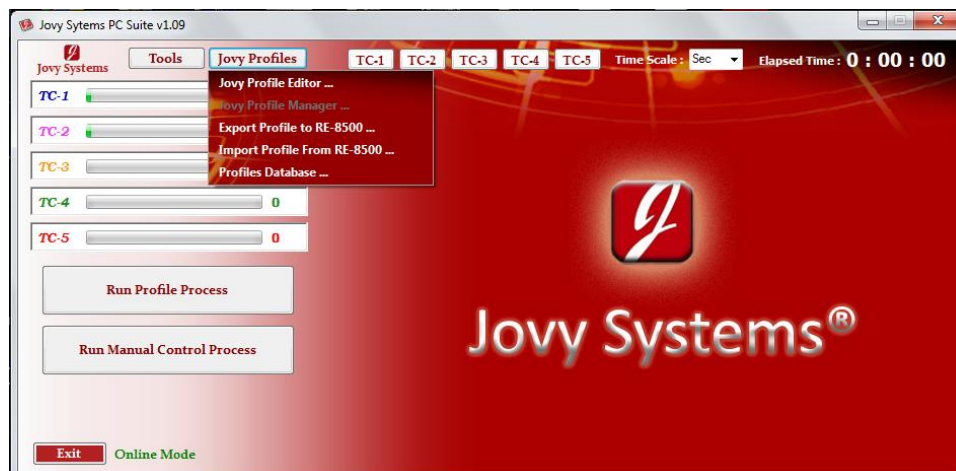 Jovy Sytems PC Suite v1.09
Jovy Systems
Tools
Jovy Profiles
TC-1 TC-2 TC-3 TC-4 TC-5
Time Scale : Sec
Elapsed Time : 0 : 00 : 00
Jovy Profile Editor ...
Jovy Profile Manager ...
Export Profile to RE-8500 ...
Import Profile From RE-8500 ...
Profiles Database ...
TC-1
TC-2
TC-3
TC-4 0
TC-5 0
Run Profile Process
Run Manual Control Process
Jovy Systems®
Exit
Online Mode